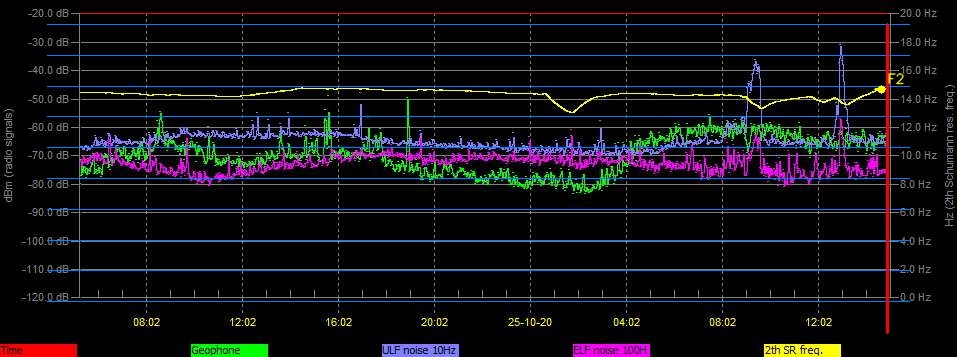 -20.0 dB 20.0 Hz
-30.0 dB 18.0 Hz
-40.0 dB 16.0 Hz
F2
-50.0 dB 14.0 Hz
-60.0 dB 12.0 Hz
-70.0 dB 10.0 Hz
-80.0 dB 8.0 Hz
-90.0 dB 6.0 Hz
-100.0 dB 4.0 Hz
-110.0 dB 2.0 Hz
-120.0 dB 0.0 Hz
dBm (radio signals)
Hz (2th Schumann res. freq.)
08:02 12:02 16:02 20:02 25-10-20 04:02 08:02 12:02
Time Geophone ULF noise 10Hz ELF noise 100H 2th SR freq.